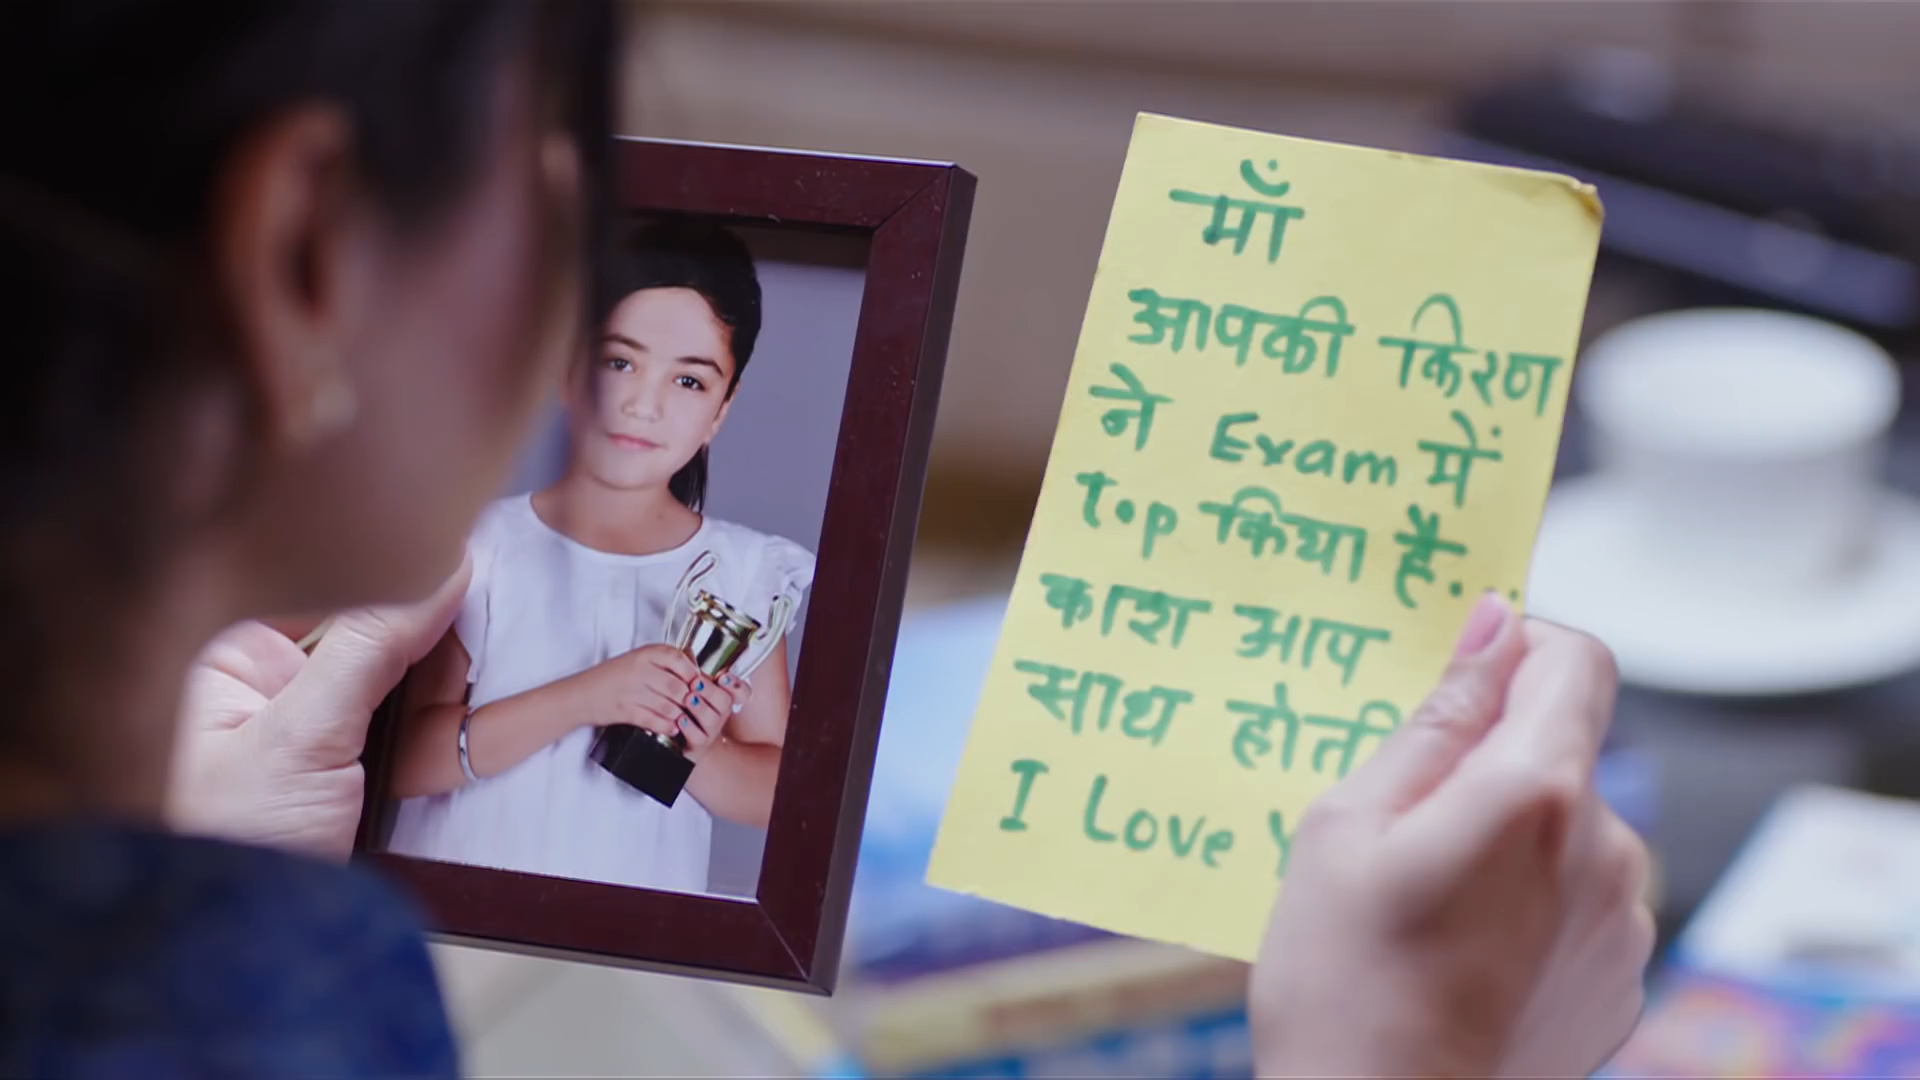 माँ
आपकी किरण
ने Exam में
top किया है..
काश आप
साथ होती
I Love